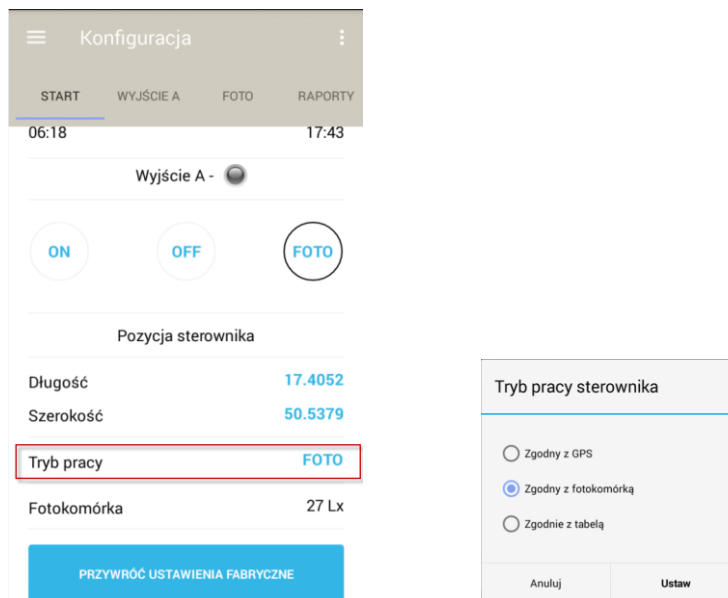 Konfiguracja
START WYJŚCIE A FOTO RAPORTY
06:18 17:43
Wyjście A -
ON OFF FOTO
Pozycja sterownika
Długość 17.4052
Szerokość 50.5379
Tryb pracy FOTO
Fotokomórka 27 Lx
PRZYWRÓĆ USTAWIENIA FABRYCZNE
Tryb pracy sterownika
Zgodny z GPS
Zgodny z fotokomórką
Zgodnie z tabelą
Anuluj Ustaw